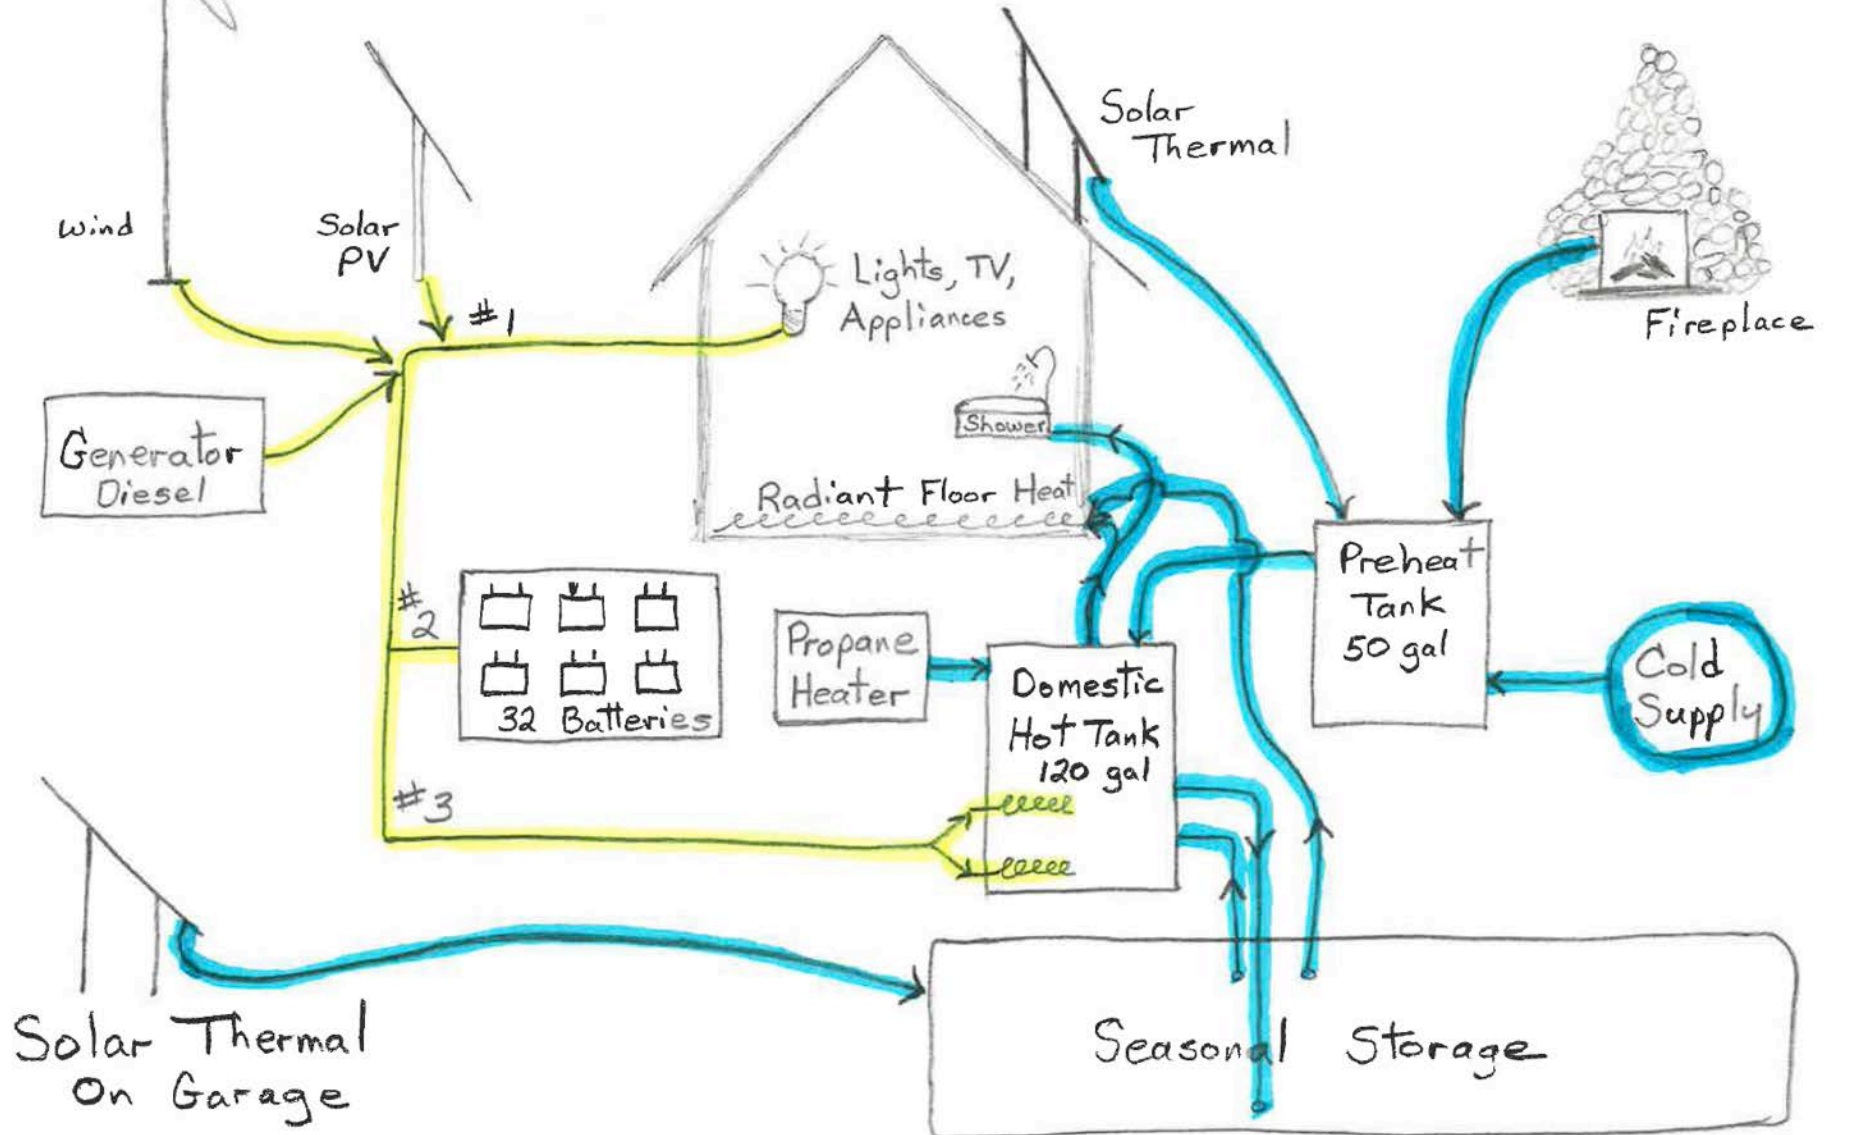 Solar
Thermal
wind
Solar
PV
#1
Lights, TV,
Appliances
Fireplace
Shower
Generator
Diesel
Radiant Floor Heat
#2
32 Batteries
Propane
Heater
Preheat
Tank
50 gal
Cold
Supply
Domestic
Hot Tank
120 gal
#3
Solar Thermal
On Garage
Seasonal Storage